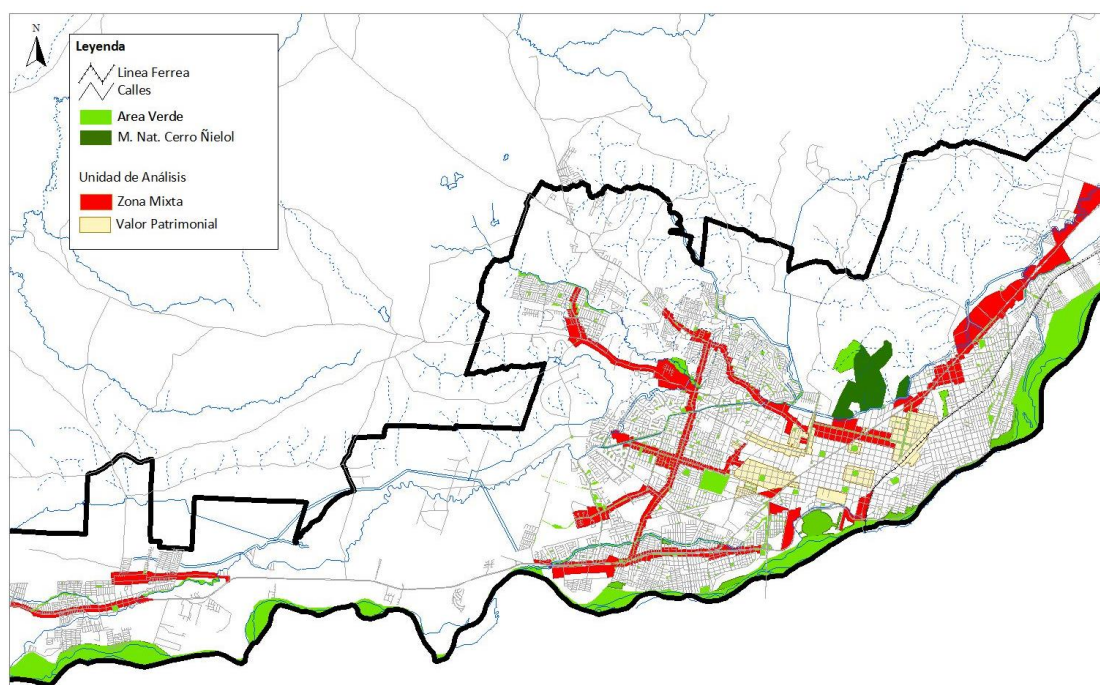 N
Leyenda
Linea Ferrea
Calles
Area Verde
M. Nat. Cerro Ñielol
Unidad de Análisis
Zona Mixta
Valor Patrimonial